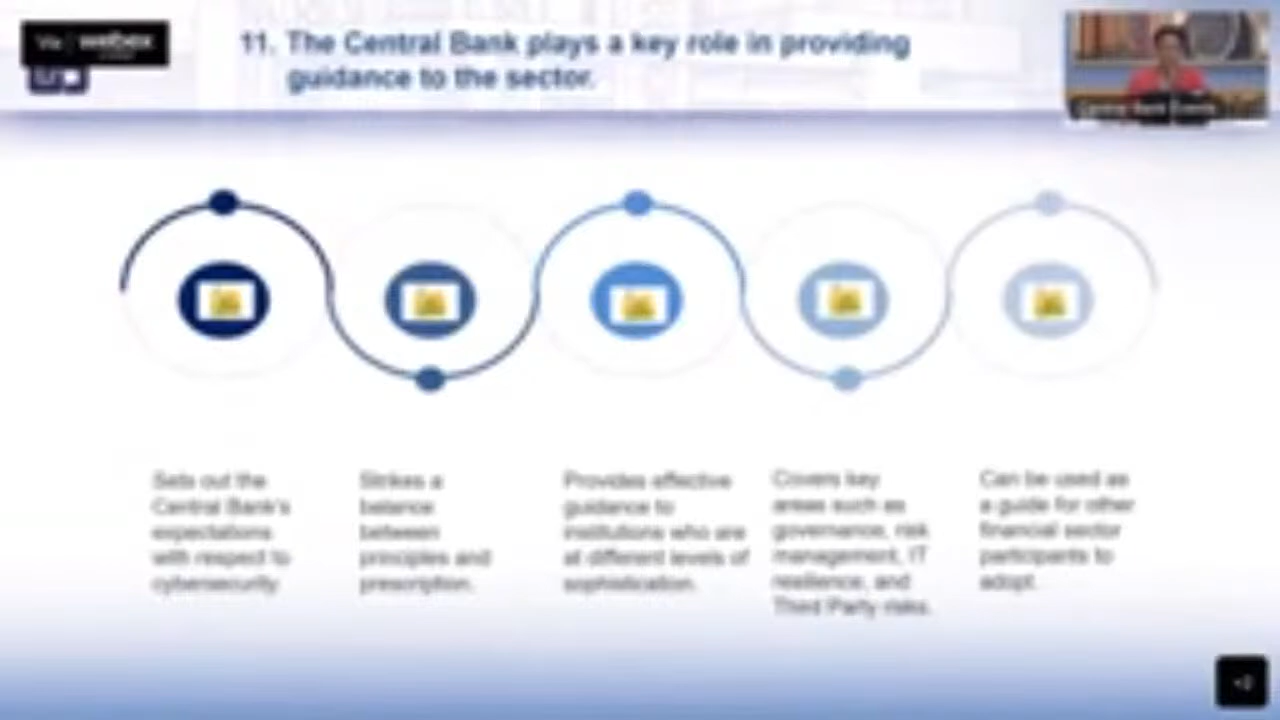 Via webex
11. The Central Bank plays a key role in providing
guidance to the sector.
Sets out the
Central Bank's
expectations
with respect to
cybersecurity
Strikes a
balance
between
principles and
prescription.
Provides effective
guidance to
institutions who are
at different levels of
sophistication.
Covers key
areas such as
governance, risk
management, IT
resilience, and
Third Party risks.
Can be used as
a guide for other
financial sector
participants to
adopt.